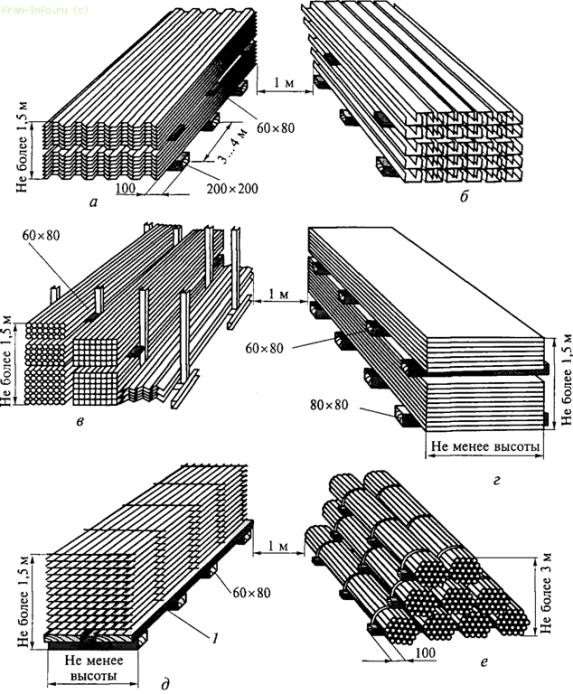 Kran-info.ru (c)
Не более 1,5 м
1 м
60×80
3...4 м
200×200
100
а
б
60×80
Не более 1,5 м
1 м
60×80
80×80
Не более 1,5 м
Не менее высоты
в
г
Не более 1,5 м
1 м
60×80
1
Не менее
высоты
Не более 3 м
100
д
е